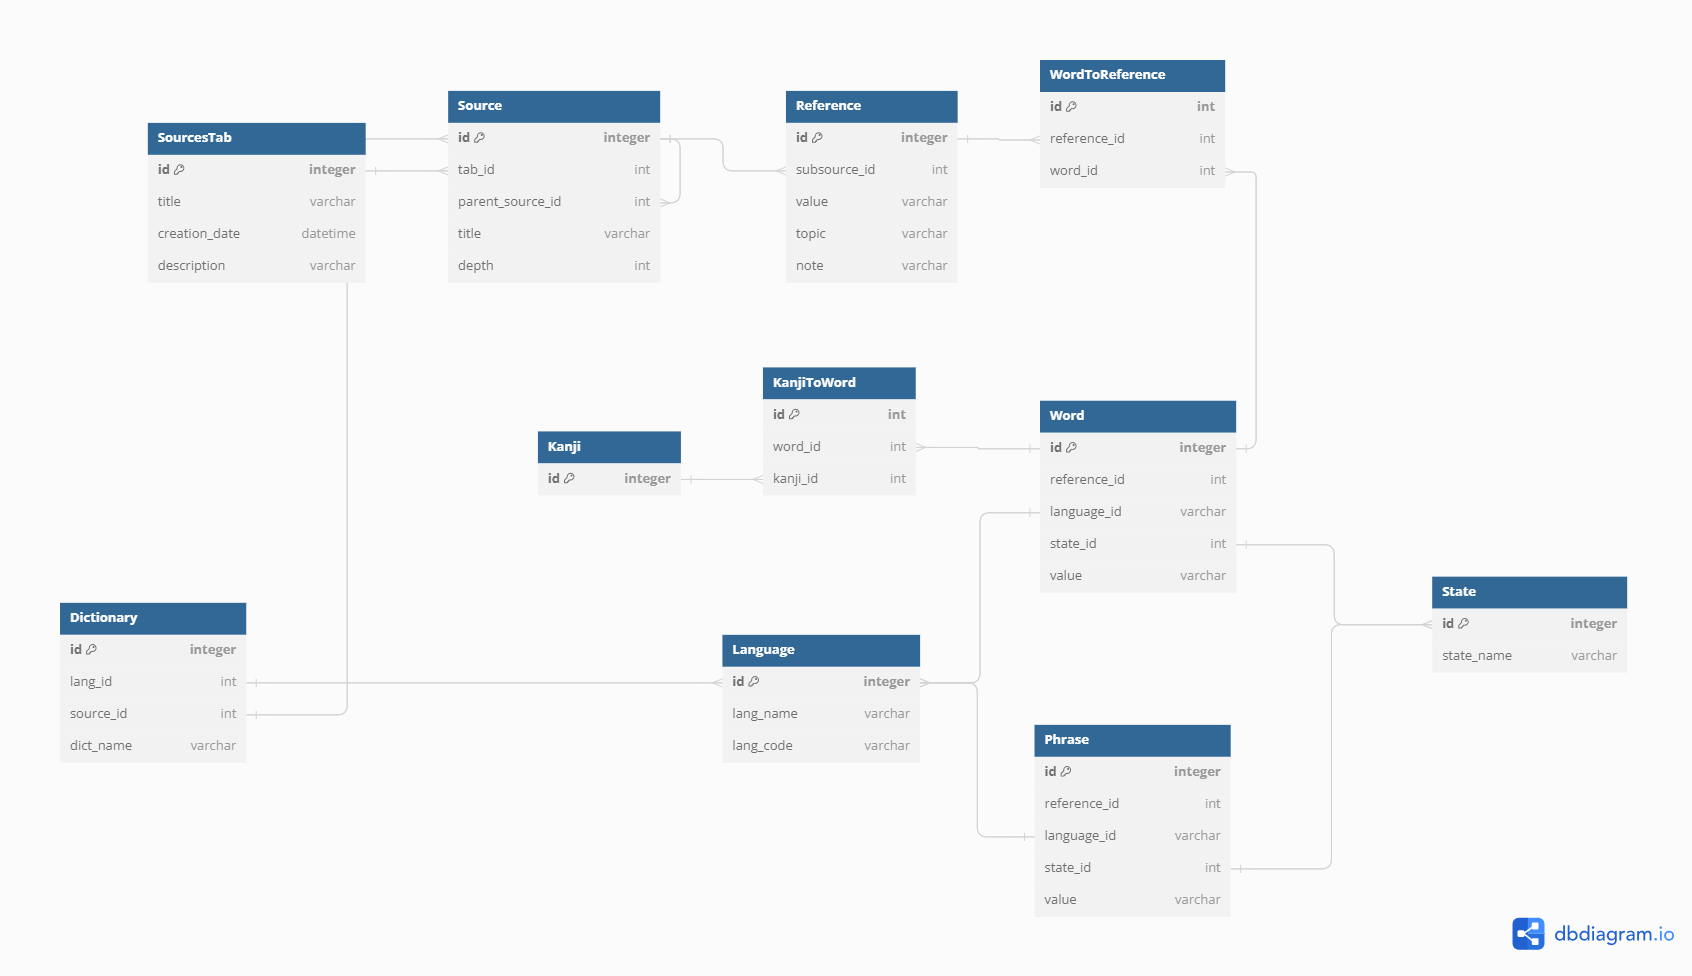 WordToReference
id int
reference_id int
word_id int
Source
id integer
tab_id int
parent_source_id int
title varchar
depth int
Reference
id integer
subsource_id int
value varchar
topic varchar
note varchar
SourcesTab
id integer
title varchar
creation_date datetime
description varchar
KanjiToWord
id int
word_id int
kanji_id int
Word
id integer
reference_id int
language_id varchar
state_id int
value varchar
Kanji
id integer
State
id integer
state_name varchar
Dictionary
id integer
lang_id int
source_id int
dict_name varchar
Language
id integer
lang_name varchar
lang_code varchar
Phrase
id integer
reference_id int
language_id varchar
state_id int
value varchar
dbdiagram.io